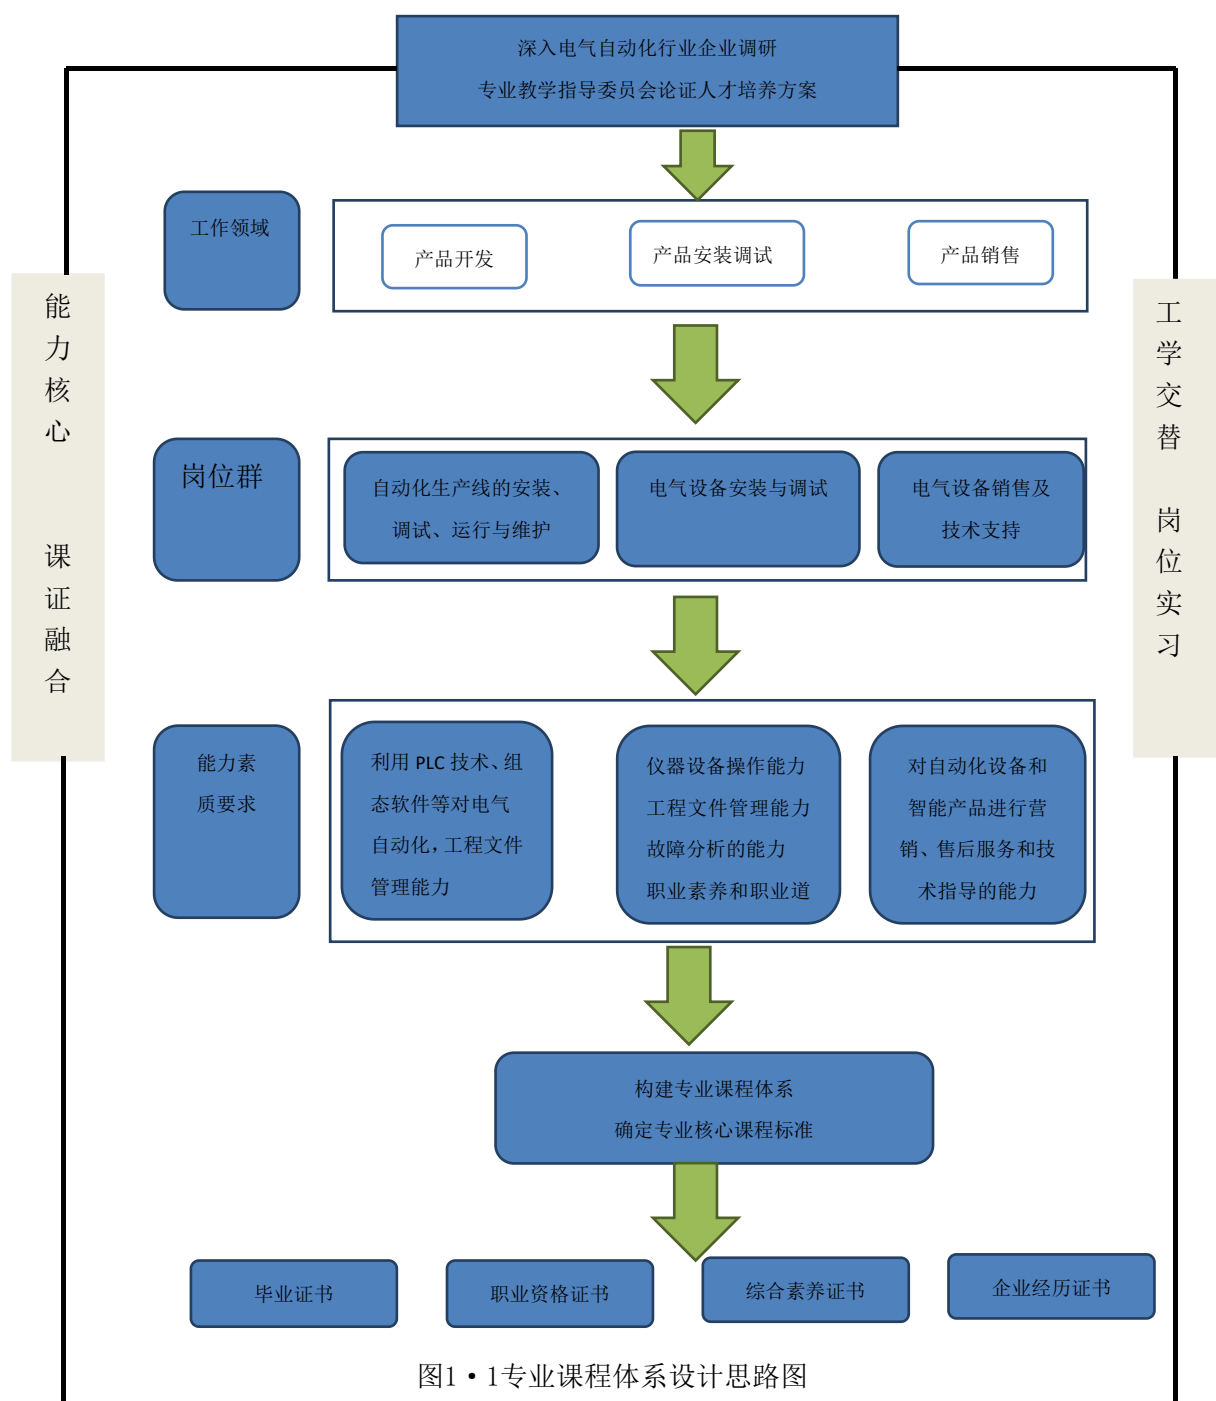 深入电气自动化行业企业调研
专业教学指导委员会论证人才培养方案
工作领域
产品开发
产品安装调试
产品销售
能力核心
课证融合
工学交替
岗位实习
岗位群
自动化生产线的安装、
调试、运行与维护
电气设备安装与调试
电气设备销售及
技术支持
能力素
质要求
利用 PLC 技术、组
态软件等对电气
自动化，工程文件
管理能力
仪器设备操作能力
工程文件管理能力
故障分析的能力
职业素养和职业道
对自动化设备和
智能产品进行营
销、售后服务和技
术指导的能力
构建专业课程体系
确定专业核心课程标准
毕业证书
职业资格证书
综合素养证书
企业经历证书
图1·1专业课程体系设计思路图